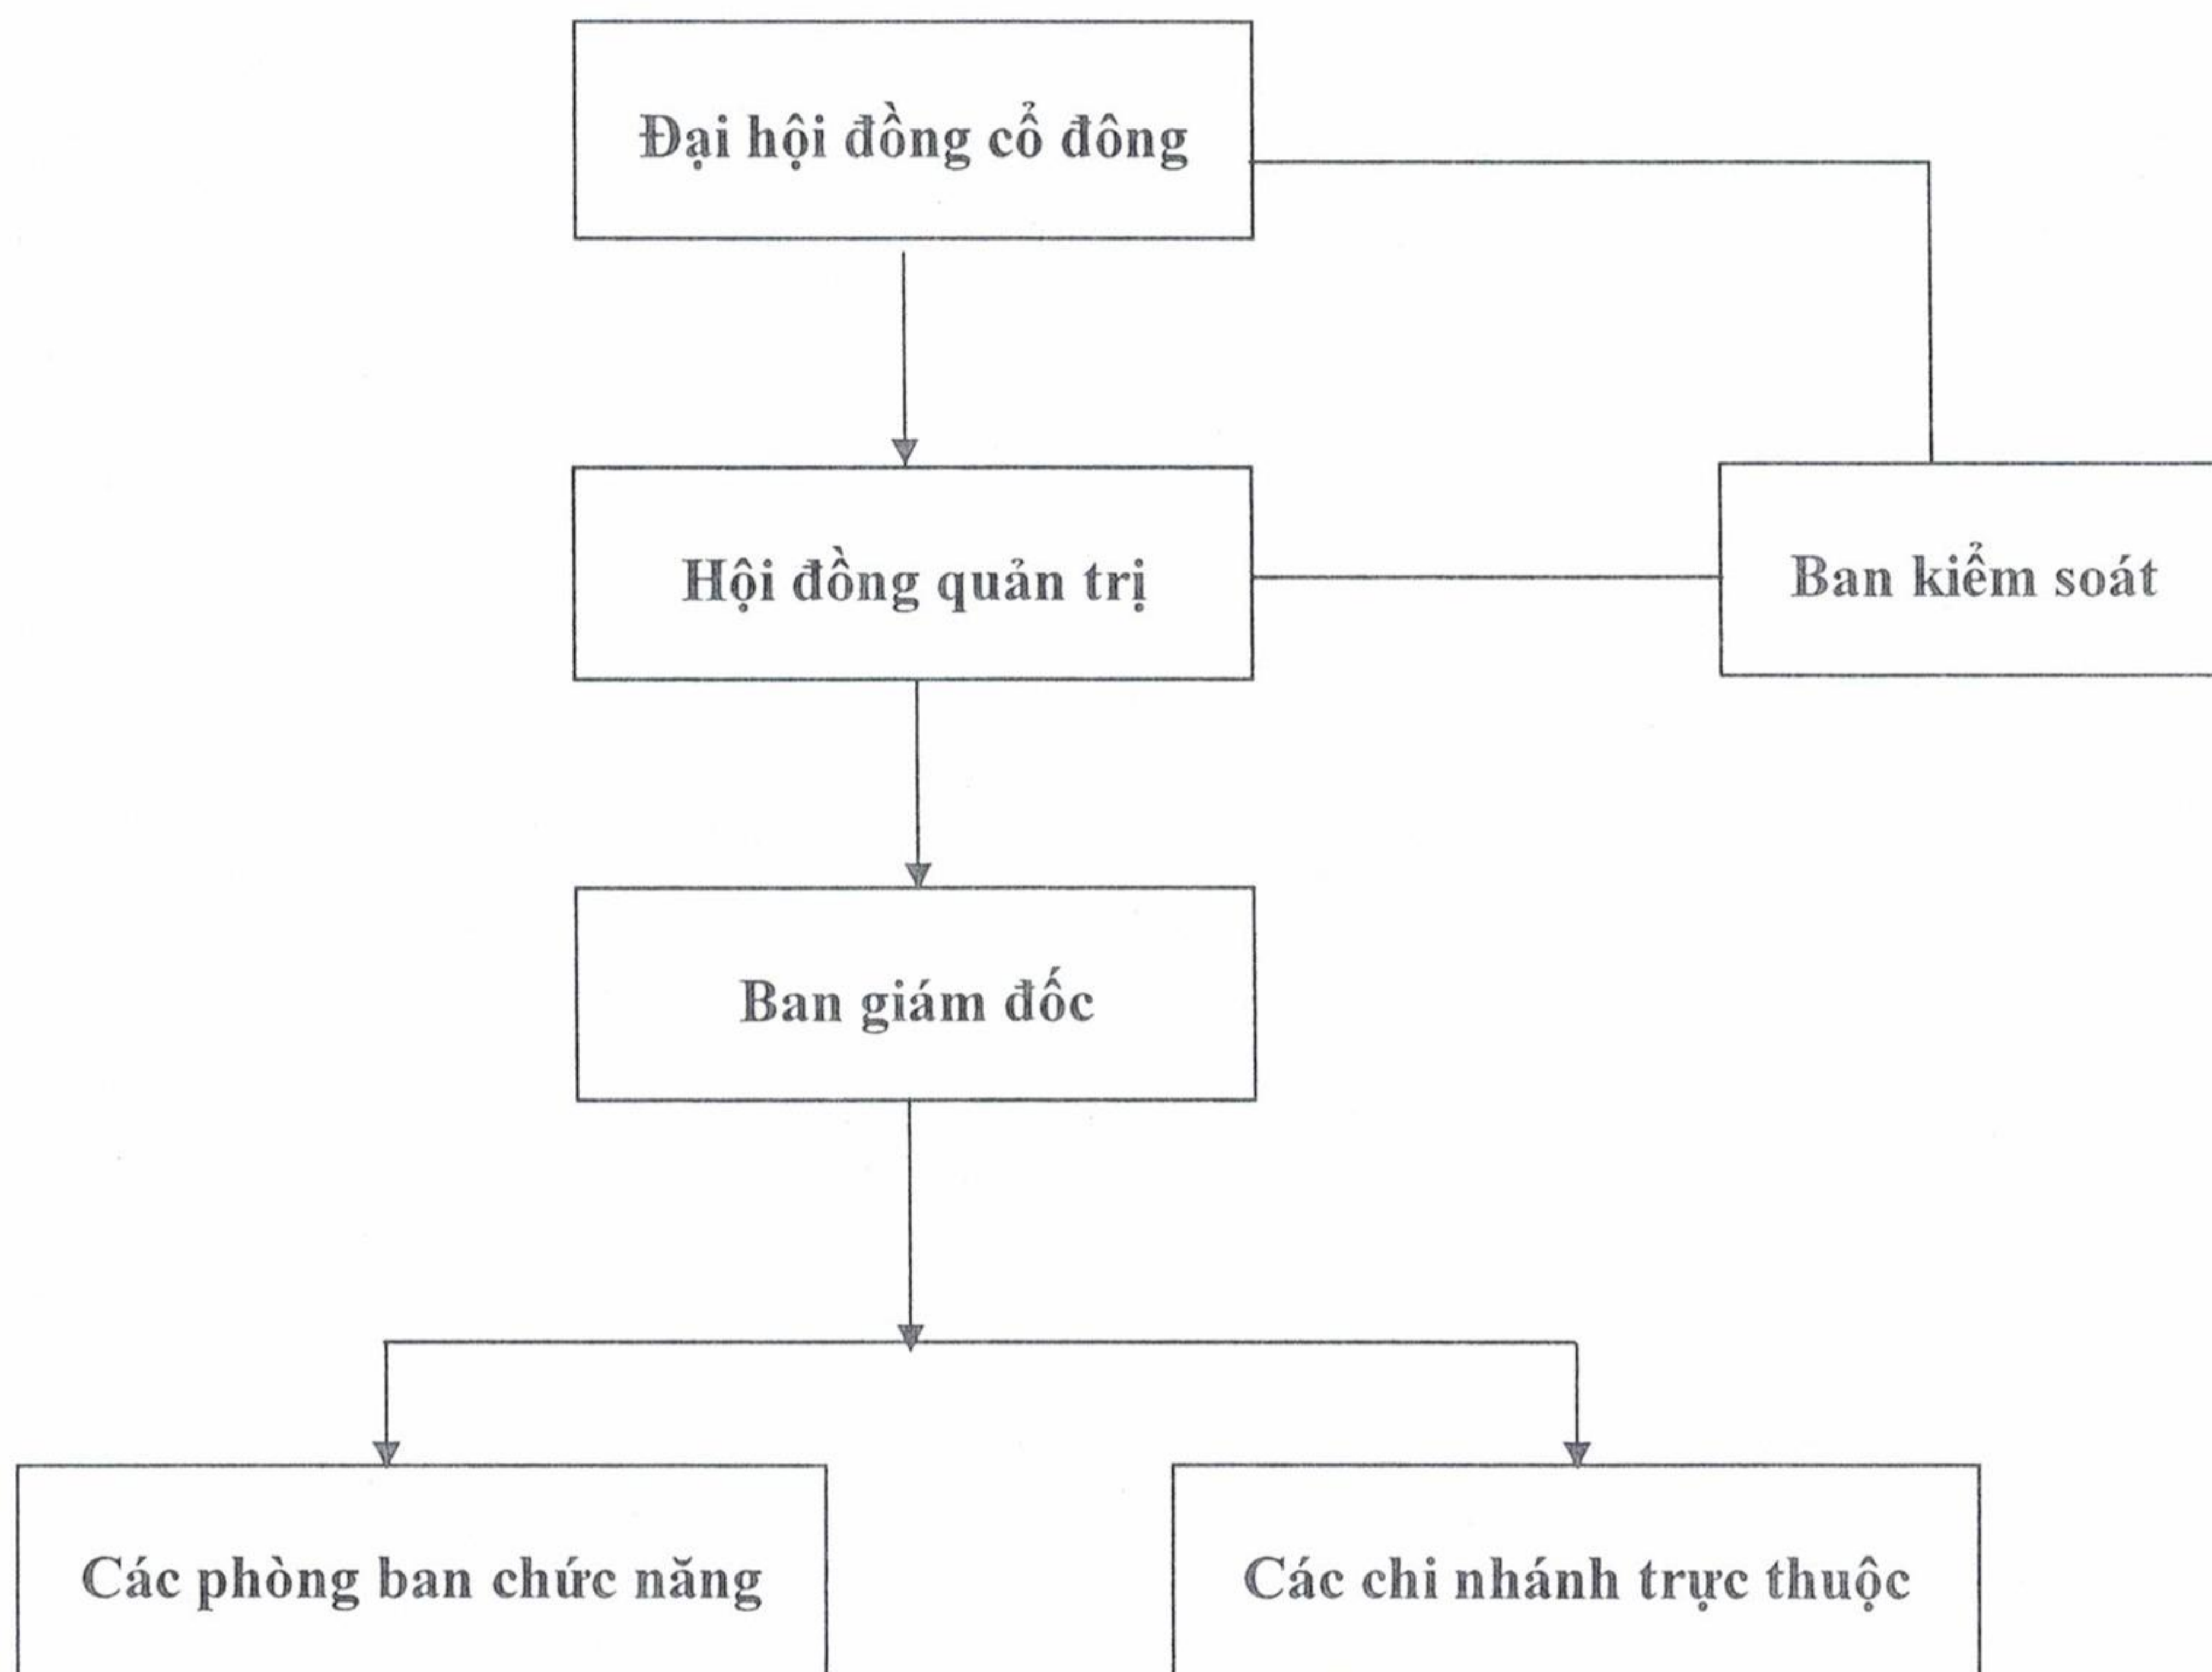 Đại hội đồng cổ đông
Hội đồng quản trị
Ban kiểm soát
Ban giám đốc
Các phòng ban chức năng
Các chi nhánh trực thuộc